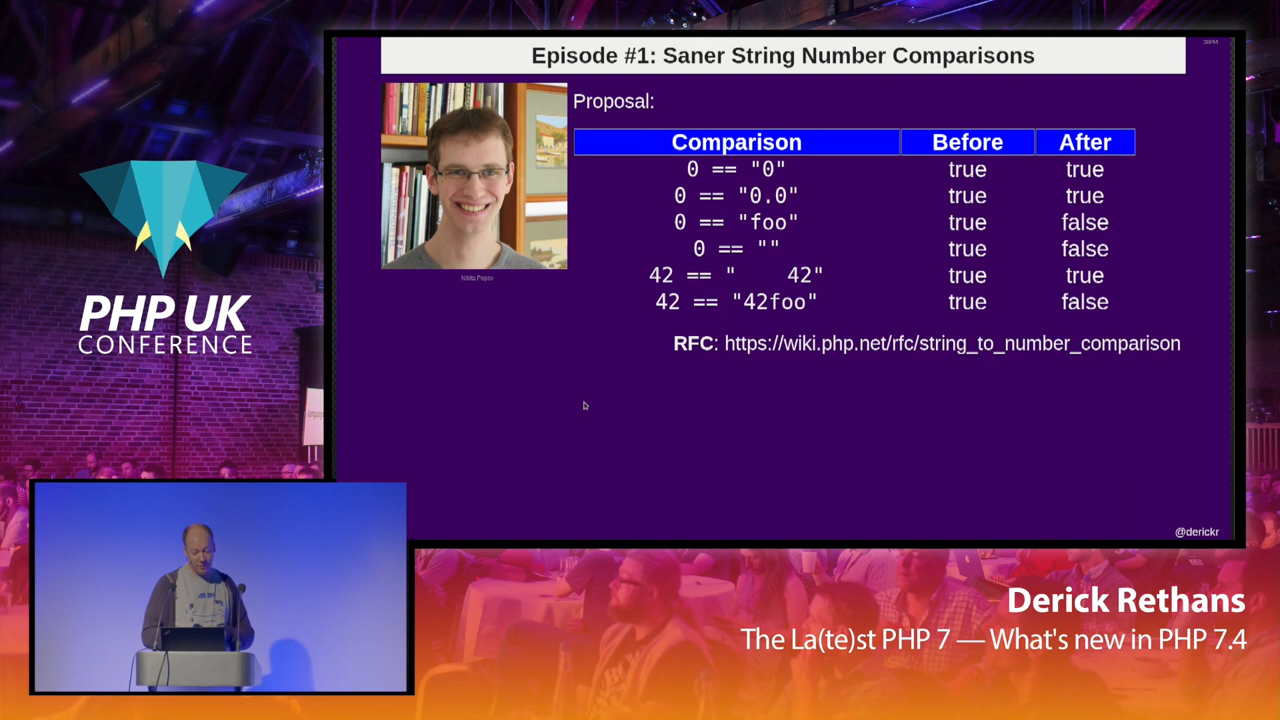 Episode #1: Saner String Number Comparisons
Nikita Popov
Proposal:
Comparison Before After
0 == "0" true true
0 == "0.0" true true
0 == "foo" true false
0 == "" true false
42 == "    42" true true
42 == "42foo" true false
RFC: https://wiki.php.net/rfc/string_to_number_comparison
@derickr
PHP UK
CONFERENCE
Derick Rethans
The La(te)st PHP 7 — What's new in PHP 7.4